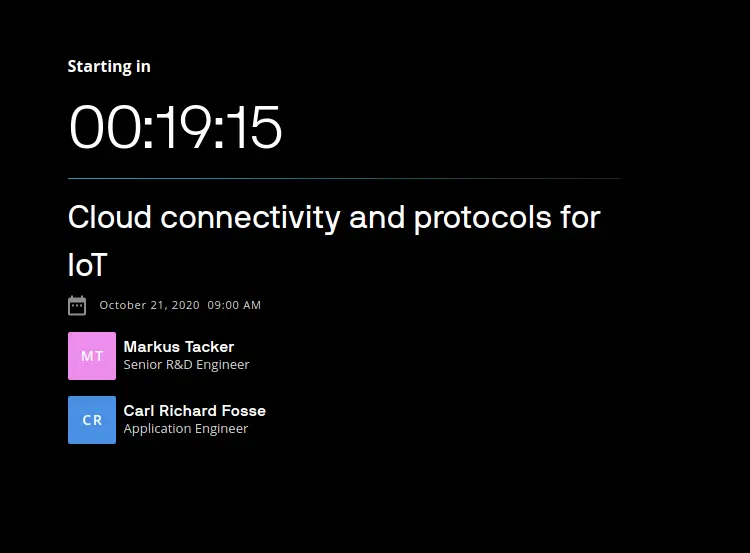 Starting in
00:19:15
Cloud connectivity and protocols for
IoT
October 21, 2020 09:00 AM
MT
Markus Tacker
Senior R&D Engineer
CR
Carl Richard Fosse
Application Engineer